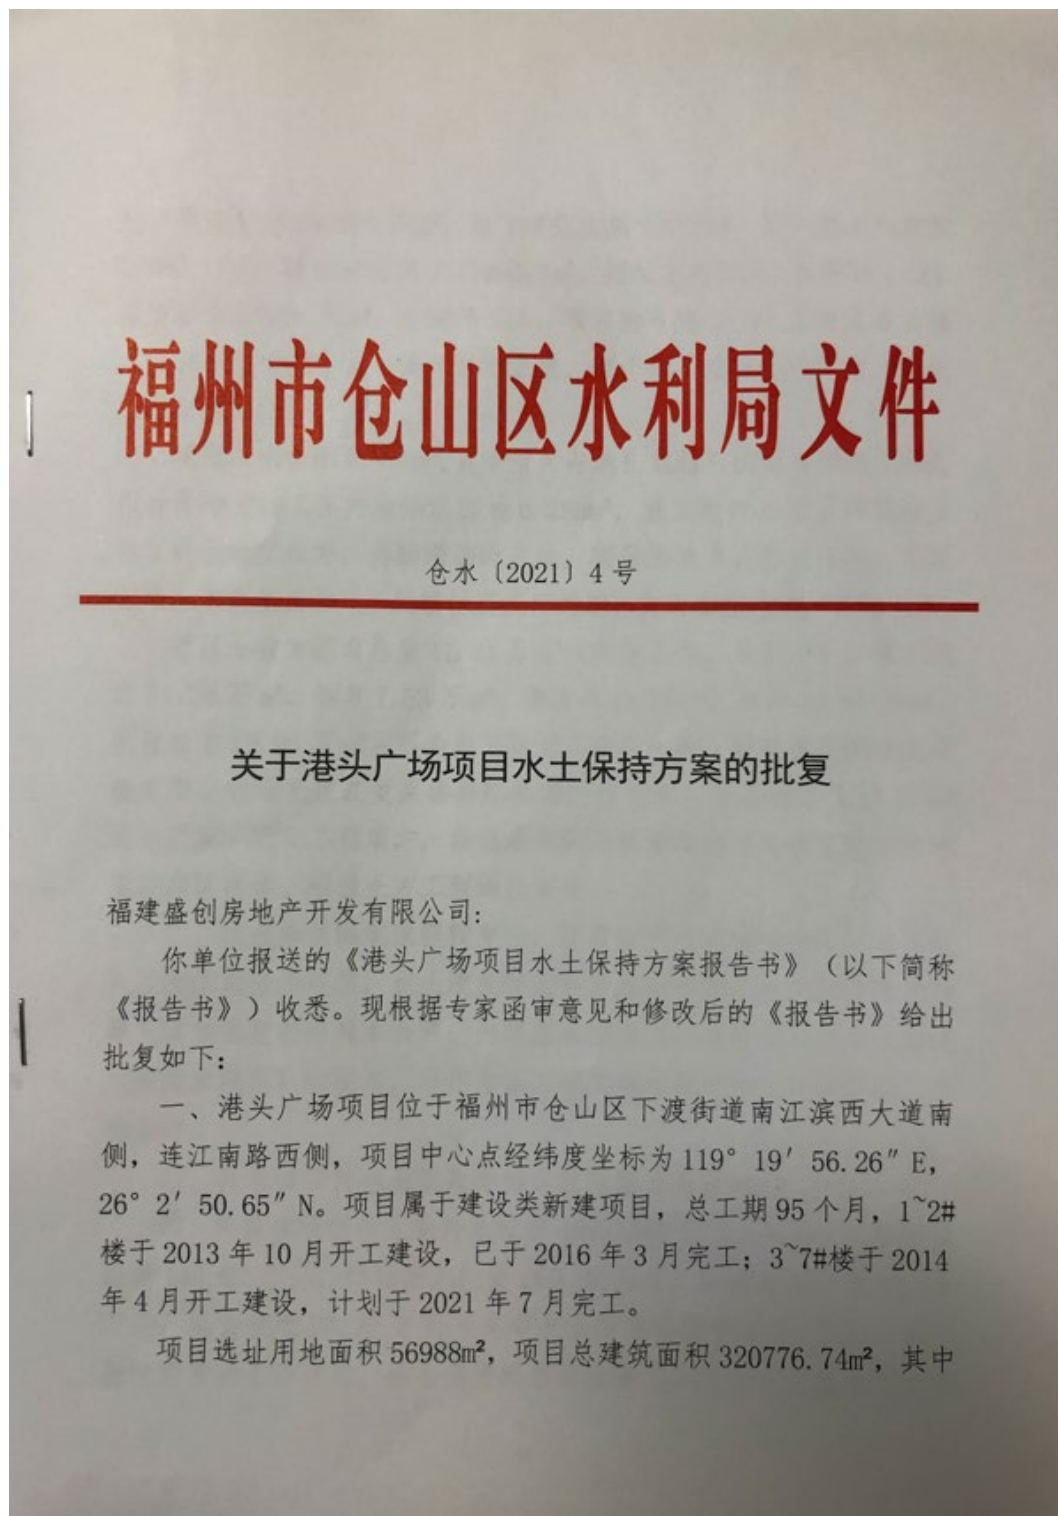 福州市仓山区水利局文件
仓水〔2021〕4号
关于港头广场项目水土保持方案的批复
福建盛创房地产开发有限公司:
你单位报送的《港头广场项目水土保持方案报告书》（以下简称
《报告书》）收悉。现根据专家函审意见和修改后的《报告书》给出
批复如下：
一、港头广场项目位于福州市仓山区下渡街道南江滨西大道南
侧，连江南路西侧，项目中心点经纬度坐标为119°19′56.26″E，
26°2′50.65″N。项目属于建设类新建项目，总工期95个月，1~2#
楼于2013年10月开工建设，已于2016年3月完工；3~7#楼于2014
年4月开工建设，计划于2021年7月完工。
项目选址用地面积56988m²，项目总建筑面积320776.74m²，其中